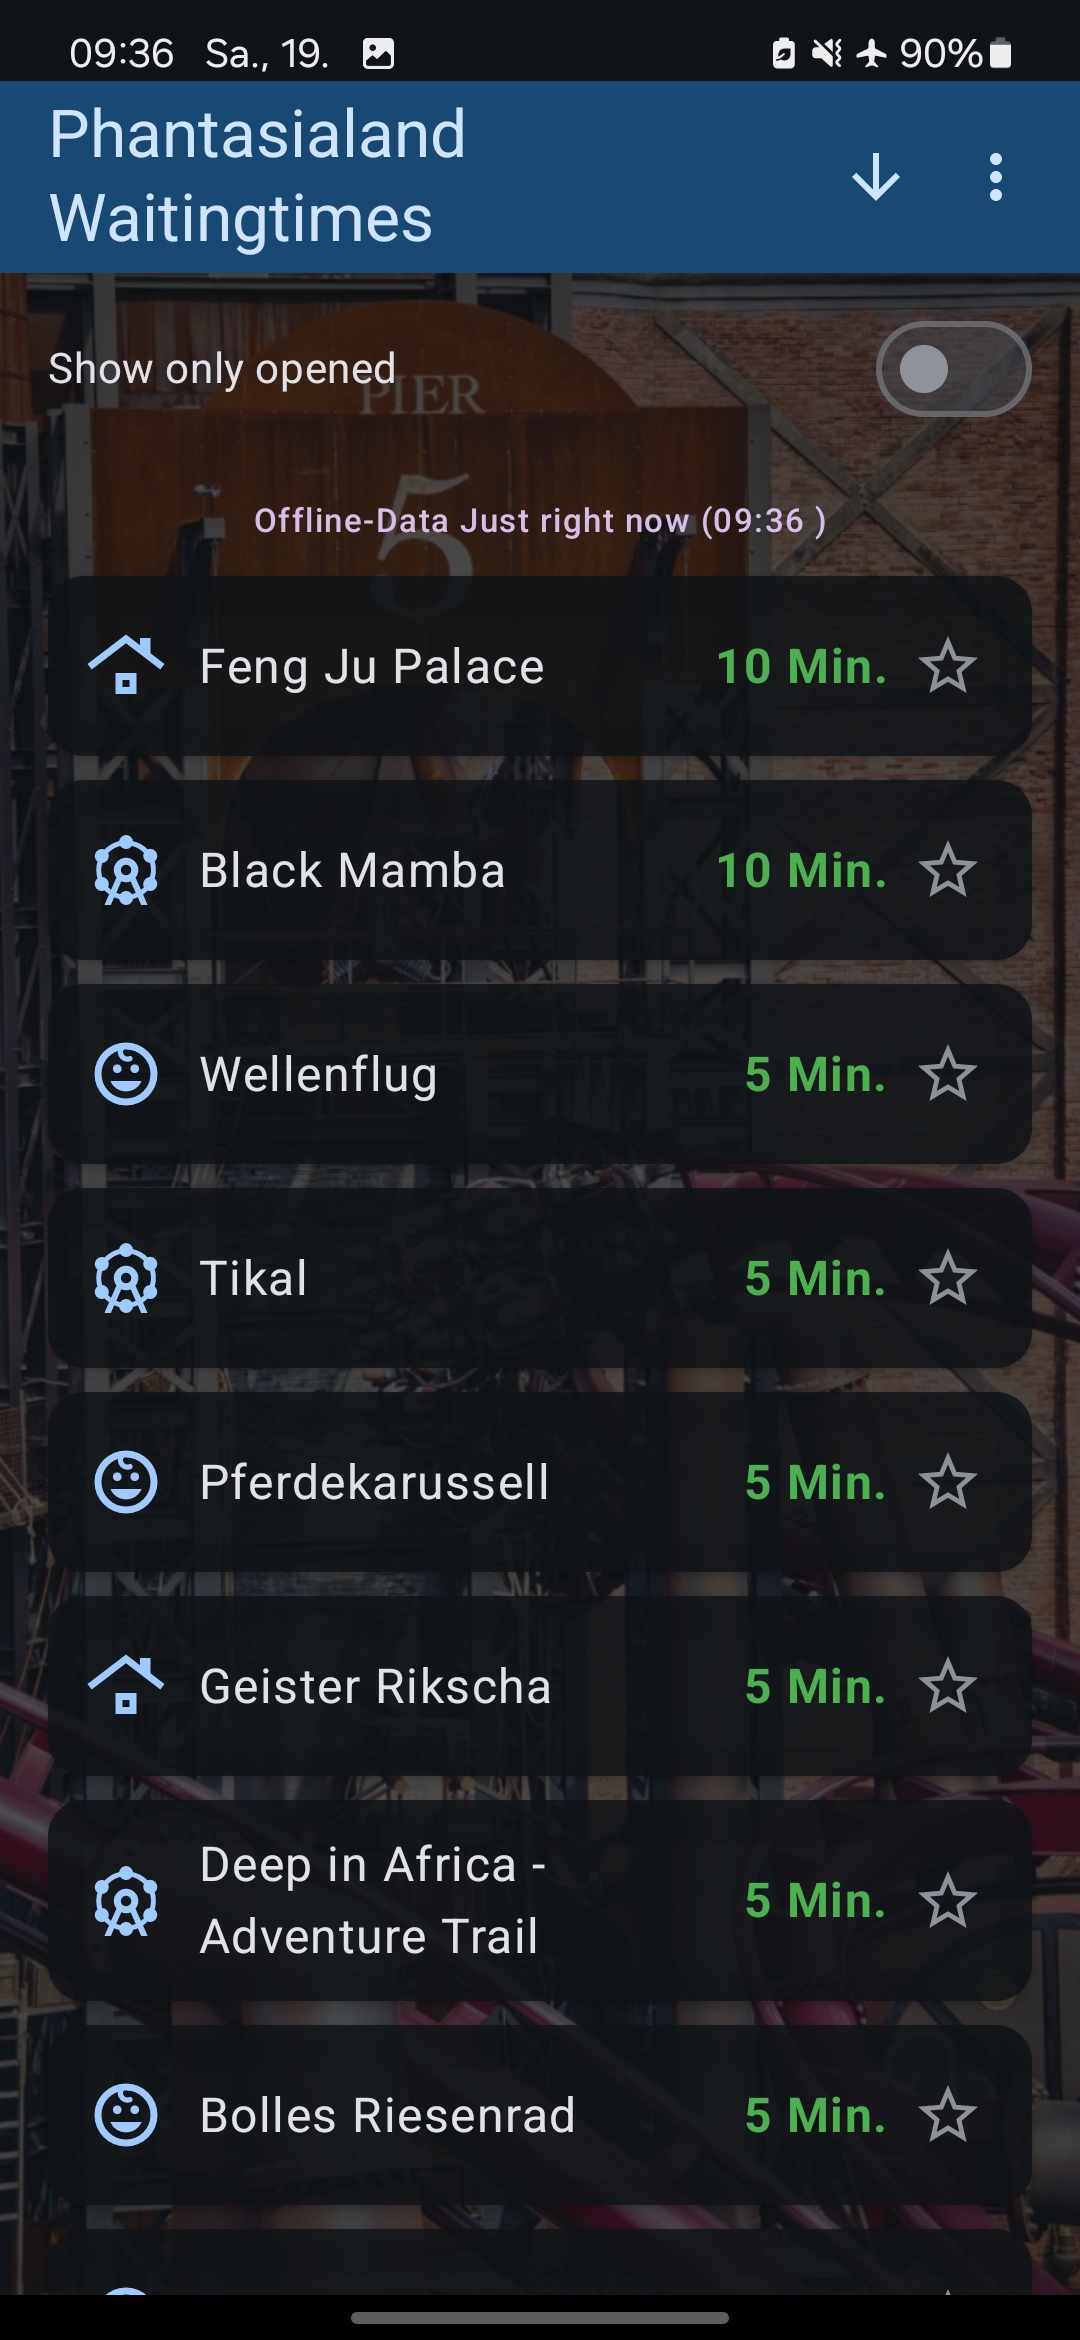 09:36 Sa., 19. 90%
Phantasialand
Waitingtimes
Show only opened
PIER
5
Offline-Data Just right now (09:36 )
Feng Ju Palace 10 Min.
Black Mamba 10 Min.
Wellenflug 5 Min.
Tikal 5 Min.
Pferdekarussell 5 Min.
Geister Rikscha 5 Min.
Deep in Africa -
Adventure Trail 5 Min.
Bolles Riesenrad 5 Min.